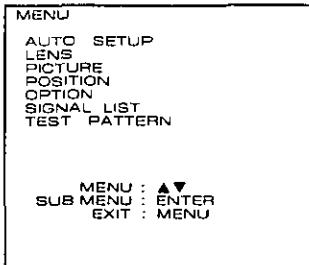 MENU
AUTO SETUP
LENS
PICTURE
POSITION
OPTION
SIGNAL LIST
TEST PATTERN
MENU : ▲▼
SUB MENU : ENTER
EXIT : MENU